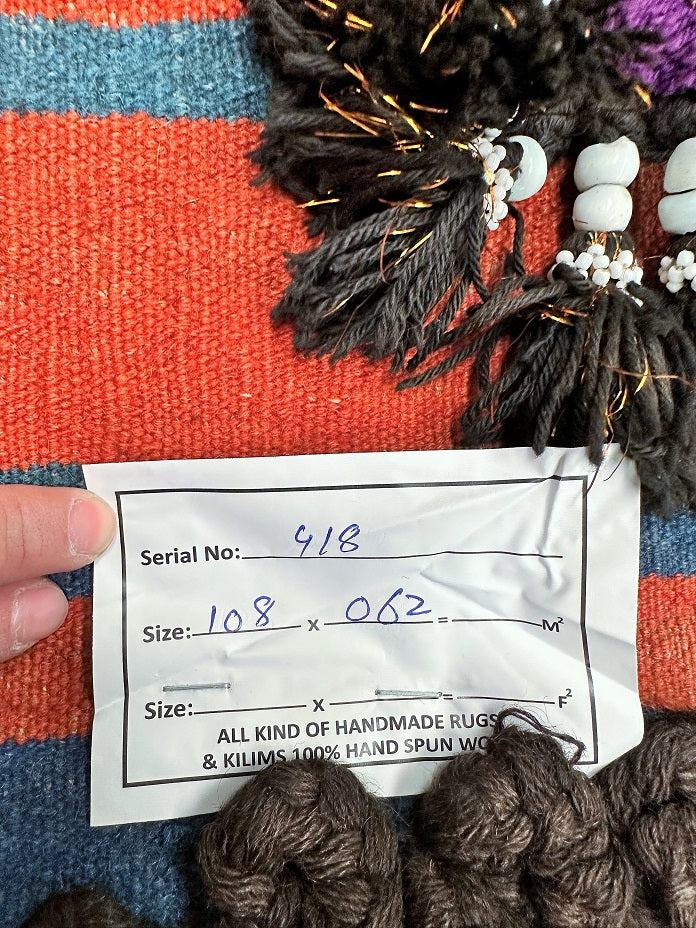 Serial No: 418
Size: 108 x 062 = M²
Size: x = F²
ALL KIND OF HANDMADE RUGS
& KILIMS 100% HAND SPUN WO